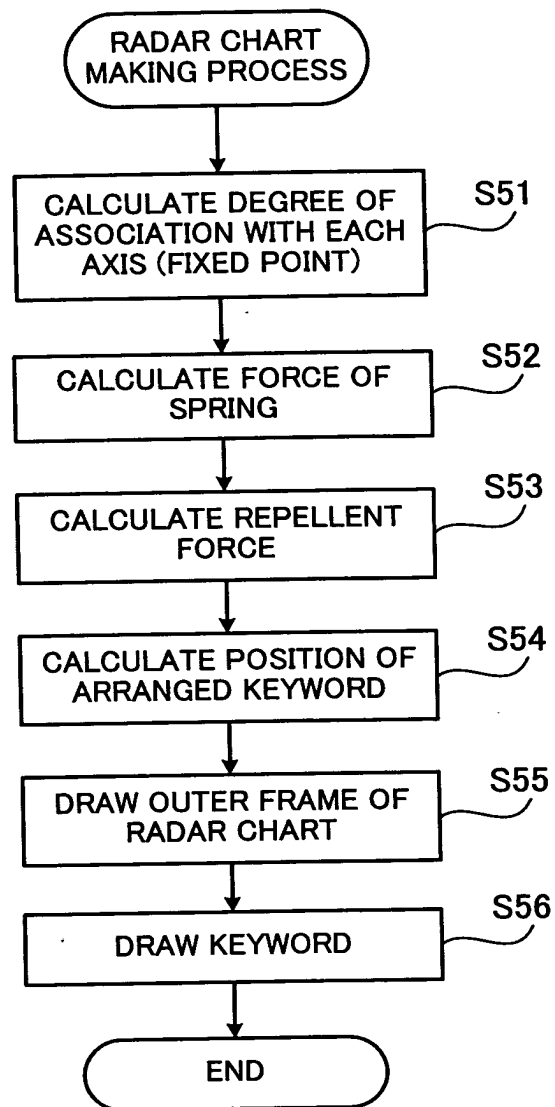 RADAR CHART
MAKING PROCESS
CALCULATE DEGREE OF
ASSOCIATION WITH EACH
AXIS (FIXED POINT)
S51
CALCULATE FORCE OF
SPRING
S52
CALCULATE REPELLENT
FORCE
S53
CALCULATE POSITION OF
ARRANGED KEYWORD
S54
DRAW OUTER FRAME OF
RADAR CHART
S55
DRAW KEYWORD
S56
END